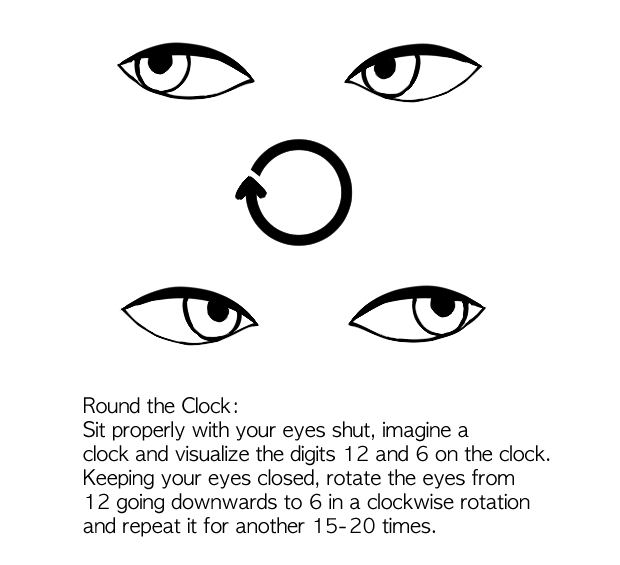 Round the Clock:
Sit properly with your eyes shut, imagine a
clock and visualize the digits 12 and 6 on the clock.
Keeping your eyes closed, rotate the eyes from
12 going downwards to 6 in a clockwise rotation
and repeat it for another 15-20 times.